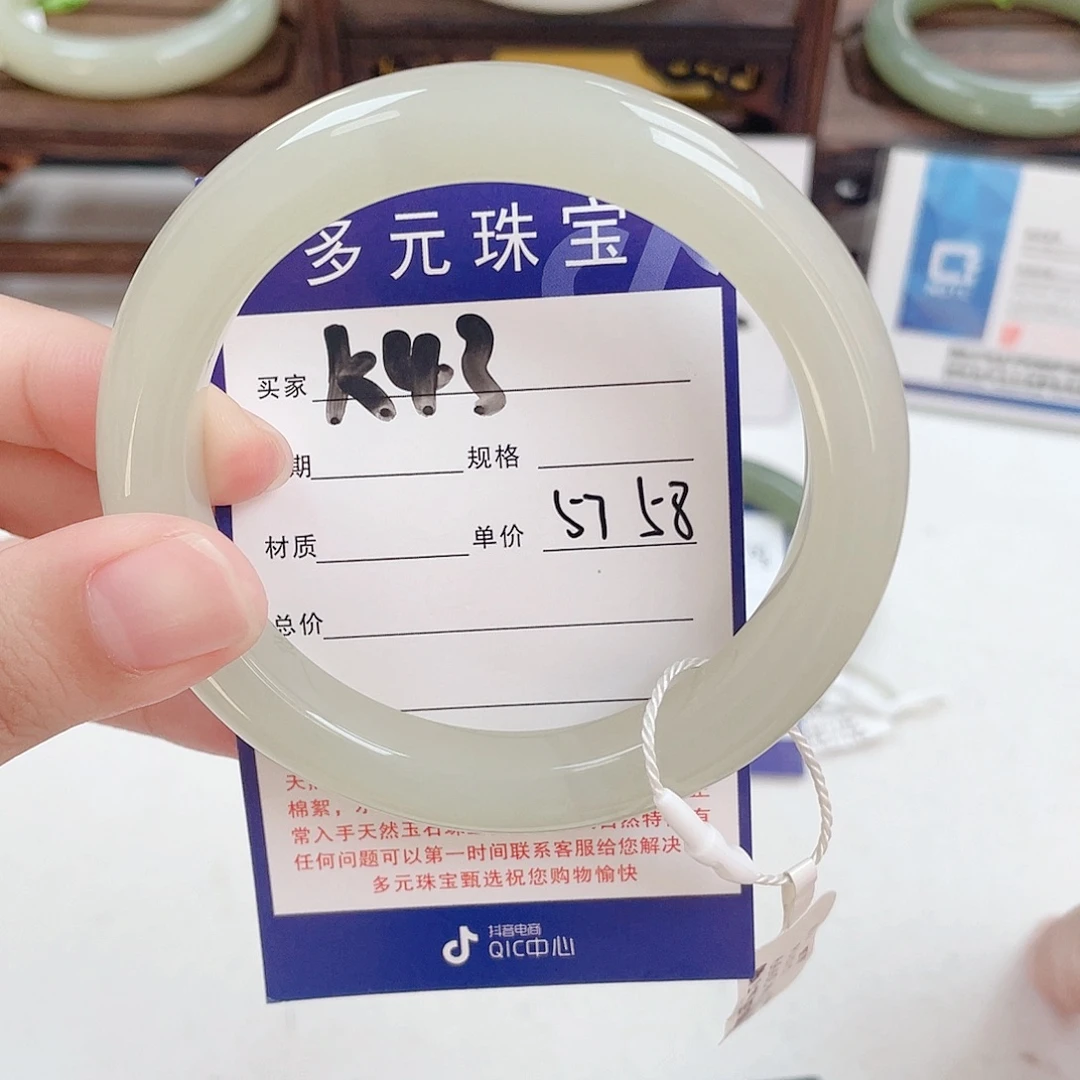 多元珠宝
买家 K43
期 规格
材质 单价 57 58
总价
天
棉絮，
常入手天然玉石珠
任何问题可以第一时间联系客服给您解决
多元珠宝甄选祝您购物愉快
抖音电商
QIC中心